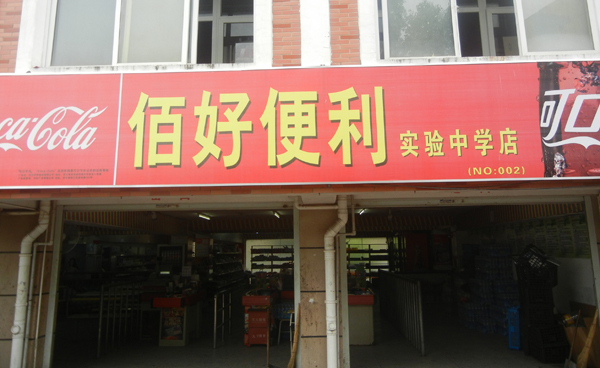 ca-Cola
佰好便利
实验中学店
(NO:002)
可口